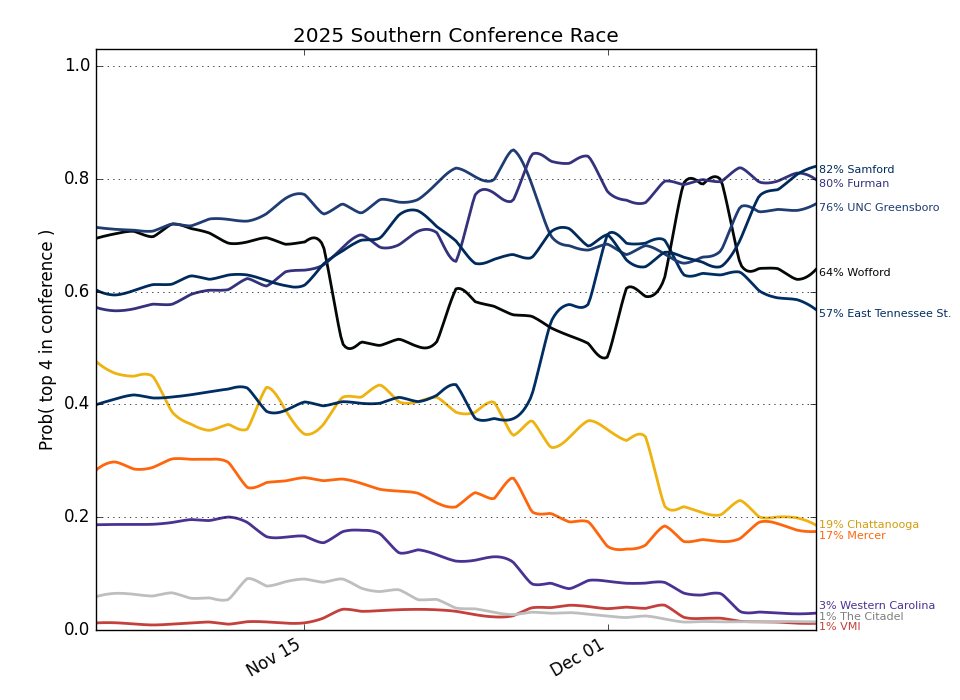 2025 Southern Conference Race
Prob( top 4 in conference )
1.0
0.8
0.6
0.4
0.2
0.0
Nov 15
Dec 01
82% Samford
80% Furman
76% UNC Greensboro
64% Wofford
57% East Tennessee St.
19% Chattanooga
17% Mercer
3% Western Carolina
1% The Citadel
1% VMI